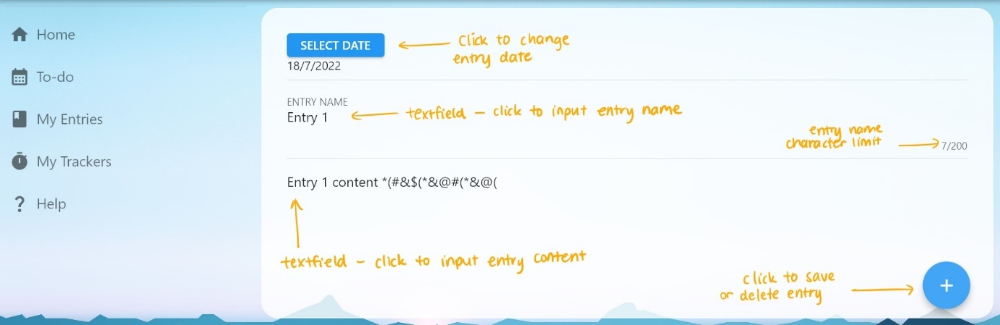 Home
To-do
My Entries
My Trackers
Help
SELECT DATE
18/7/2022
Click to change
entry date
ENTRY NAME
Entry 1
textfield – click to input entry name
entry name
character limit
7/200
Entry 1 content *(#&$(*&@#(*&@(
textfield – click to input entry content
click to save
or delete entry
+